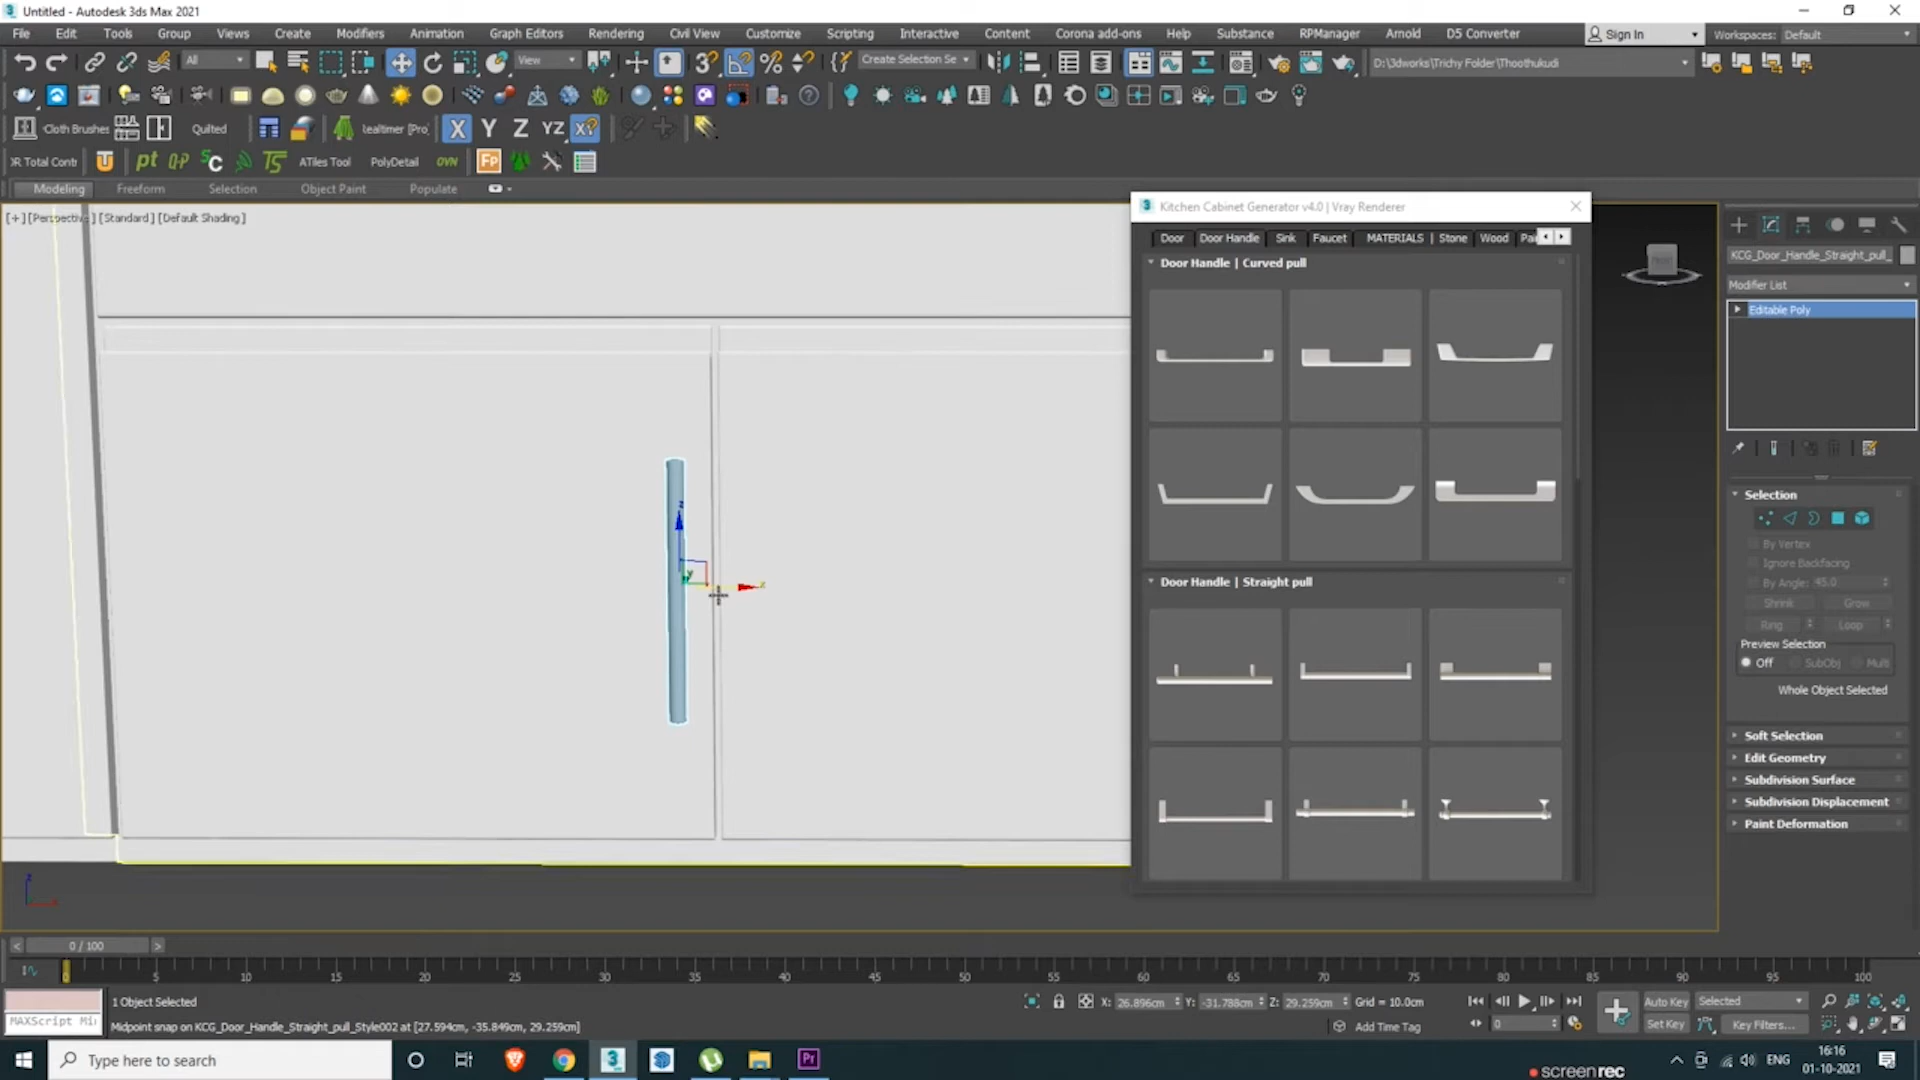 Untitled - Autodesk 3ds Max 2021
File Edit Tools Group Views Create Modifiers Animation Graph Editors Rendering Civil View Customize Scripting Interactive Content Corona add-ons Help Substance RPManager Arnold D5 Converter Sign In Workspaces: Default
All View Create Selection Se D:\3dworks\Trichy Folder\Thoothukudi
Cloth Brushes Quilted ealtimer [Pro] X Y Z YZ
OR Total Contr pt ATiles Tool PolyDetail OVN Fp
Modeling Freeform Selection Object Paint Populate
[+][Perspective][Standard][Default Shading]
Kitchen Cabinet Generator v4.0 | Vray Renderer
Door Door Handle Sink Faucet MATERIALS | Stone Wood Pai
Door Handle | Curved pull
Door Handle | Straight pull
FRONT
KCG_Door_Handle_Straight_pull_
Modifier List
Editable Poly
Selection
By Vertex
Ignore Backfacing
By Angle: 45.0
Shrink Grow
Ring Loop
Preview Selection
Off SubObj Multi
Whole Object Selected
Soft Selection
Edit Geometry
Subdivision Surface
Subdivision Displacement
Paint Deformation
0 / 100
0 5 10 15 20 25 30 35 40 45 50 55 60 65 70 75 80 85 90 95 100
1 Object Selected X: 26.896cm Y: -31.788cm Z: 29.259cm Grid = 10.0cm Auto Key Selected
MAXScript Mi Midpoint snap on KCG_Door_Handle_Straight_pull_Style002 at [27.594cm, -35.849cm, 29.259cm] Add Time Tag 0 Set Key Key Filters...
Type here to search Pr ENG 16:16
01-10-2021
screenrec